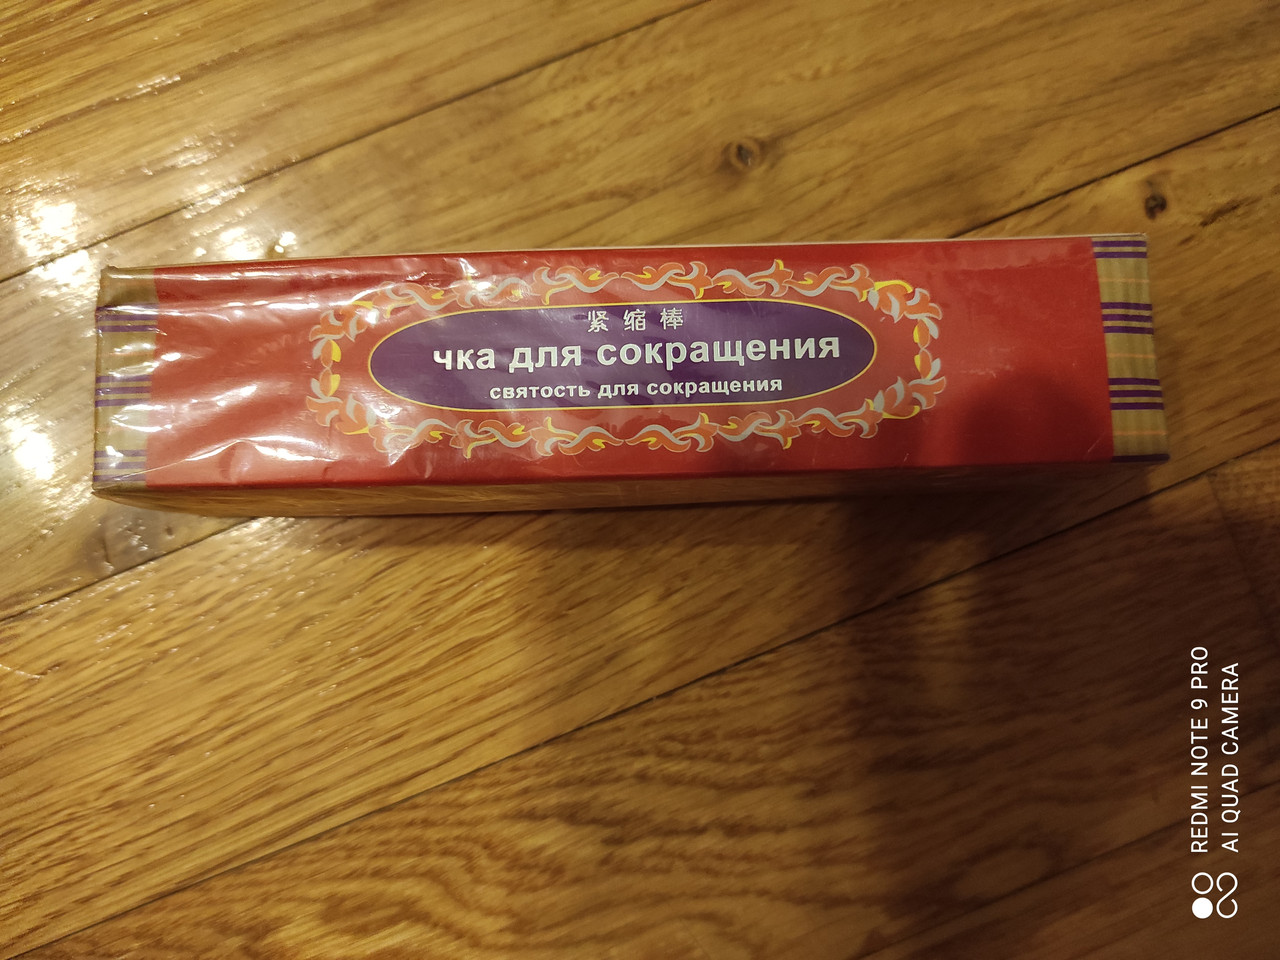 紧缩棒
чка для сокращения
святость для сокращения
REDMI NOTE 9 PRO
AI QUAD CAMERA